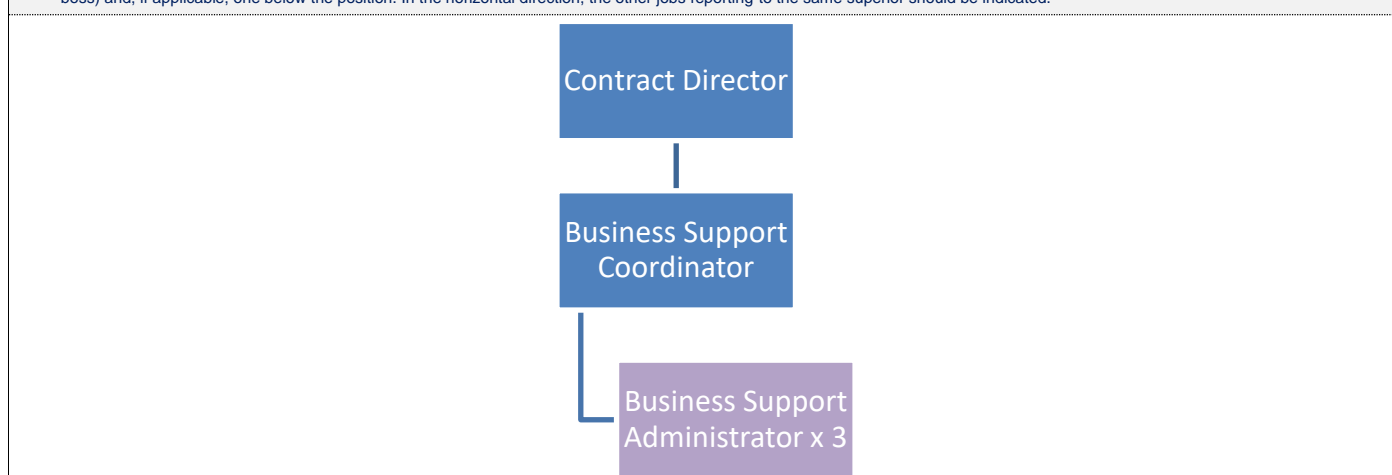 boss) and, if applicable, one below the position. In the horizontal direction, the other jobs reporting to the same superior should be indicated.
Contract Director
Business Support
Coordinator
Business Support
Administrator x 3